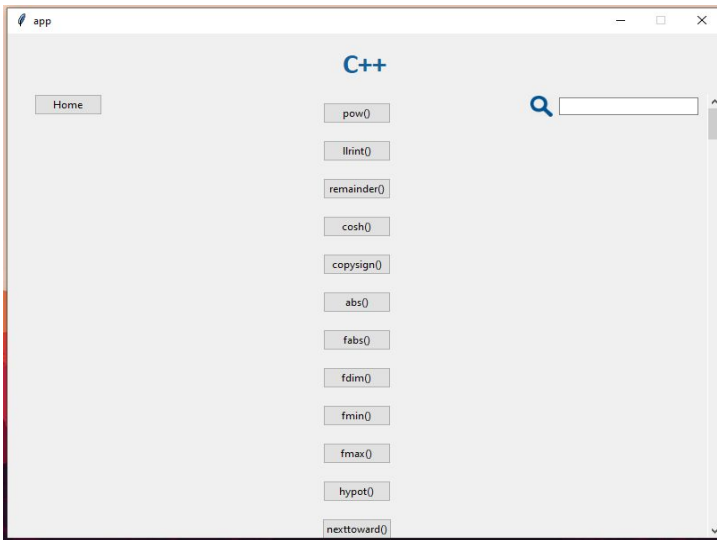 app
C++
Home
pow()
llrint()
remainder()
cosh()
copysign()
abs()
fabs()
fdim()
fmin()
fmax()
hypot()
nexttoward()